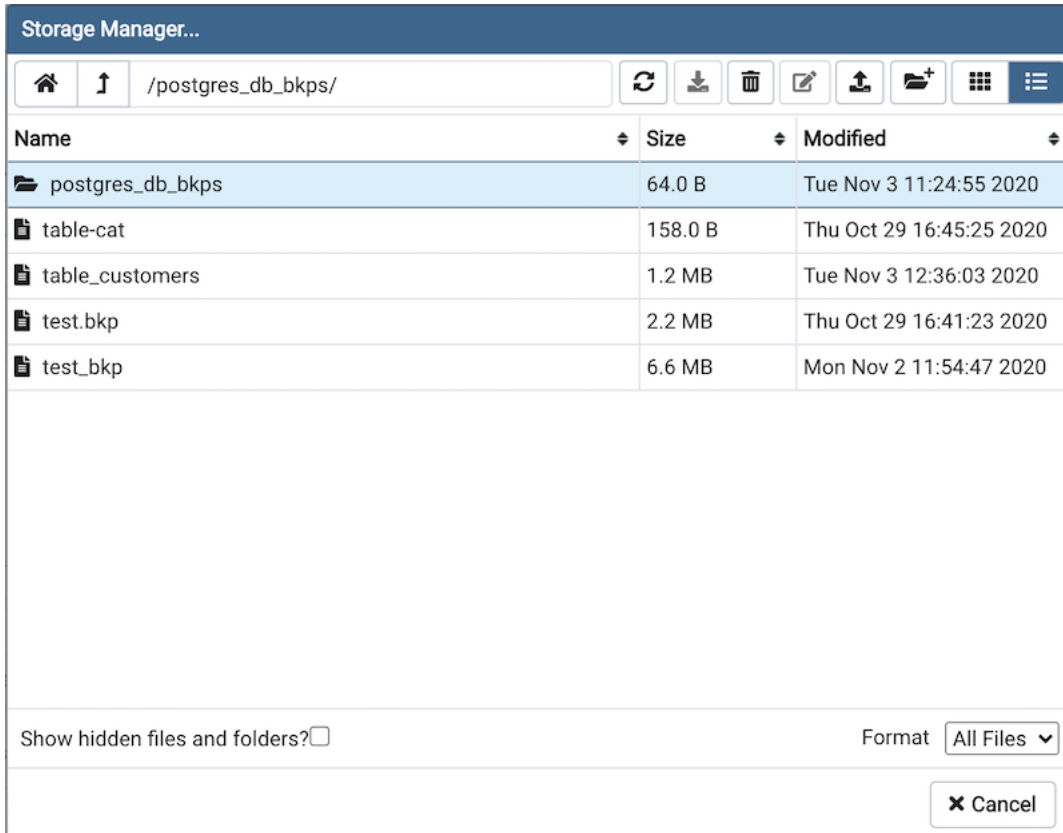 Storage Manager...
/postgres_db_bkps/
Name Size Modified
postgres_db_bkps 64.0 B Tue Nov 3 11:24:55 2020
table-cat 158.0 B Thu Oct 29 16:45:25 2020
table_customers 1.2 MB Tue Nov 3 12:36:03 2020
test.bkp 2.2 MB Thu Oct 29 16:41:23 2020
test_bkp 6.6 MB Mon Nov 2 11:54:47 2020
Show hidden files and folders? Format All Files
Cancel